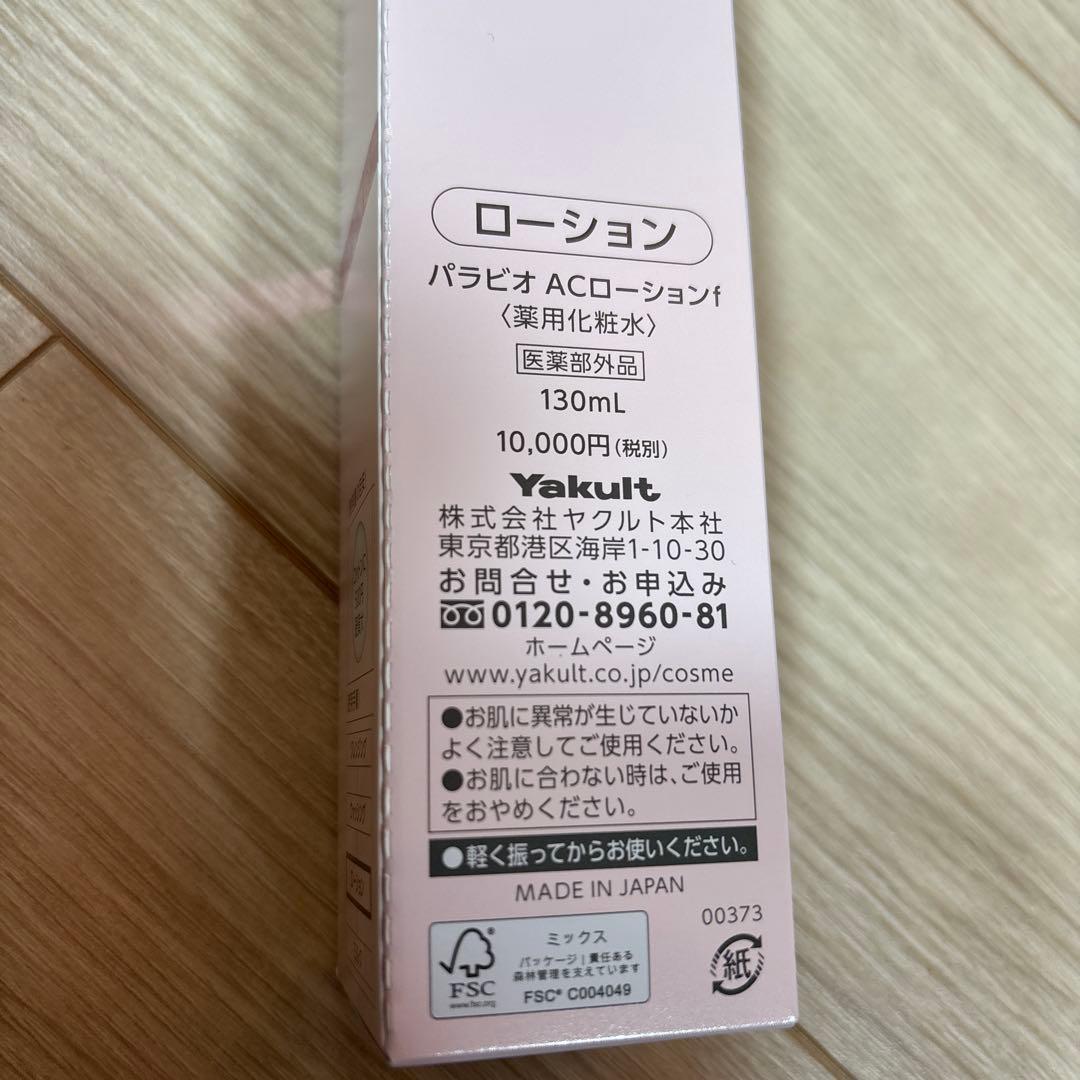 ローション
パラビオ ACローションf
〈薬用化粧水〉
医薬部外品
130mL
10,000円(税別)
Yakult
株式会社ヤクルト本社
東京都港区海岸1-10-30
お問合せ・お申込み
0120-8960-81
ホームページ
www.yakult.co.jp/cosme
●お肌に異常が生じていないか
よく注意してご使用ください。
●お肌に合わない時は、ご使用
をおやめください。
●軽く振ってからお使いください。
MADE IN JAPAN
00373
ミックス
パッケージ|責任ある
森林管理を支えています
FSC® C004049
FSC
www.fsc.org
紙